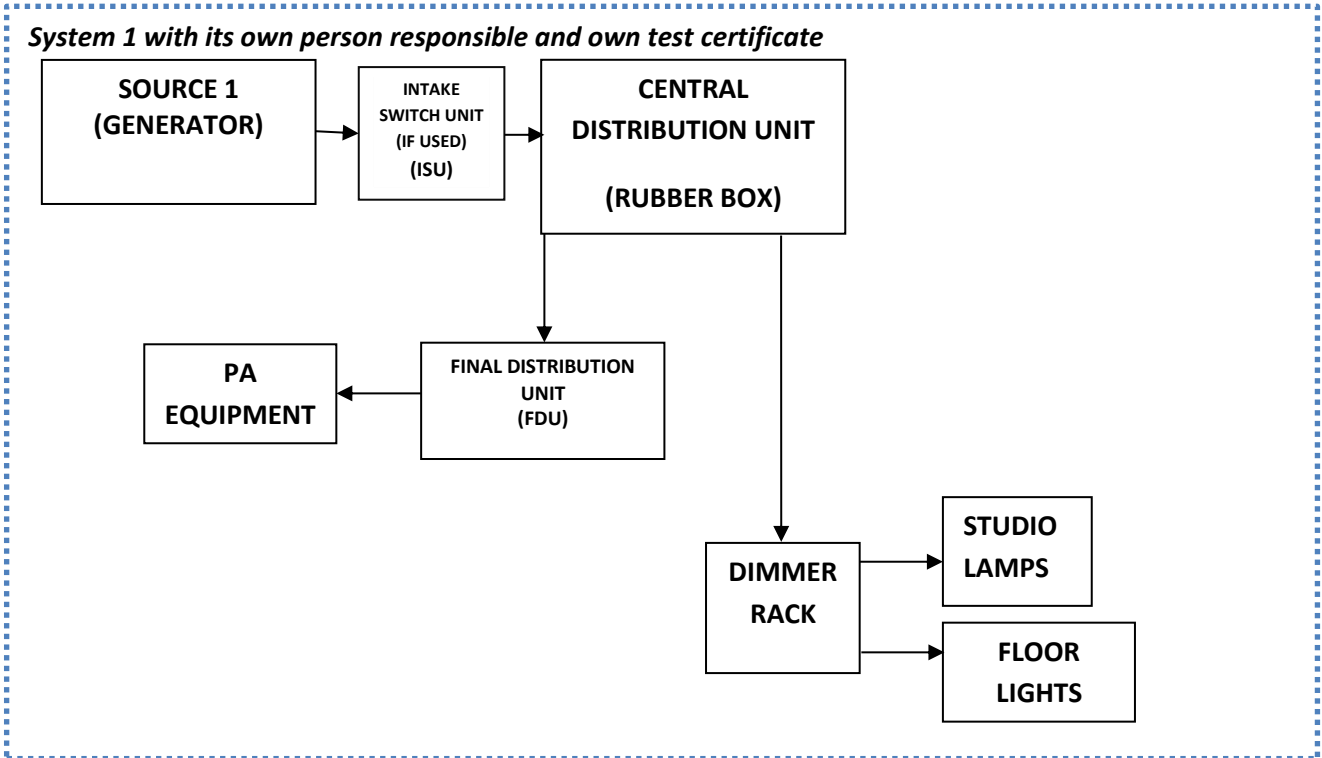 System 1 with its own person responsible and own test certificate
SOURCE 1
(GENERATOR)
INTAKE
SWITCH UNIT
(IF USED)
(ISU)
CENTRAL
DISTRIBUTION UNIT
(RUBBER BOX)
PA
EQUIPMENT
FINAL DISTRIBUTION
UNIT
(FDU)
DIMMER
RACK
STUDIO
LAMPS
FLOOR
LIGHTS